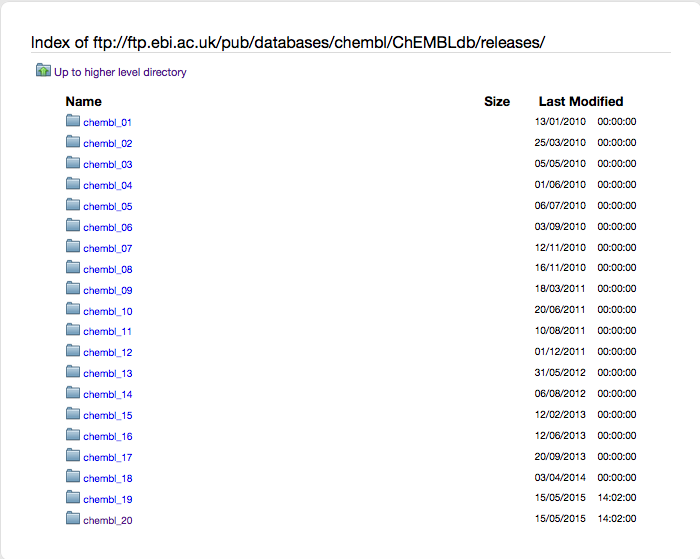 Index of ftp://ftp.ebi.ac.uk/pub/databases/chembl/ChEMBLdb/releases/
Up to higher level directory
Name Size Last Modified
chembl_01 13/01/2010 00:00:00
chembl_02 25/03/2010 00:00:00
chembl_03 05/05/2010 00:00:00
chembl_04 01/06/2010 00:00:00
chembl_05 06/07/2010 00:00:00
chembl_06 03/09/2010 00:00:00
chembl_07 12/11/2010 00:00:00
chembl_08 16/11/2010 00:00:00
chembl_09 18/03/2011 00:00:00
chembl_10 20/06/2011 00:00:00
chembl_11 10/08/2011 00:00:00
chembl_12 01/12/2011 00:00:00
chembl_13 31/05/2012 00:00:00
chembl_14 06/08/2012 00:00:00
chembl_15 12/02/2013 00:00:00
chembl_16 12/06/2013 00:00:00
chembl_17 20/09/2013 00:00:00
chembl_18 03/04/2014 00:00:00
chembl_19 15/05/2015 14:02:00
chembl_20 15/05/2015 14:02:00